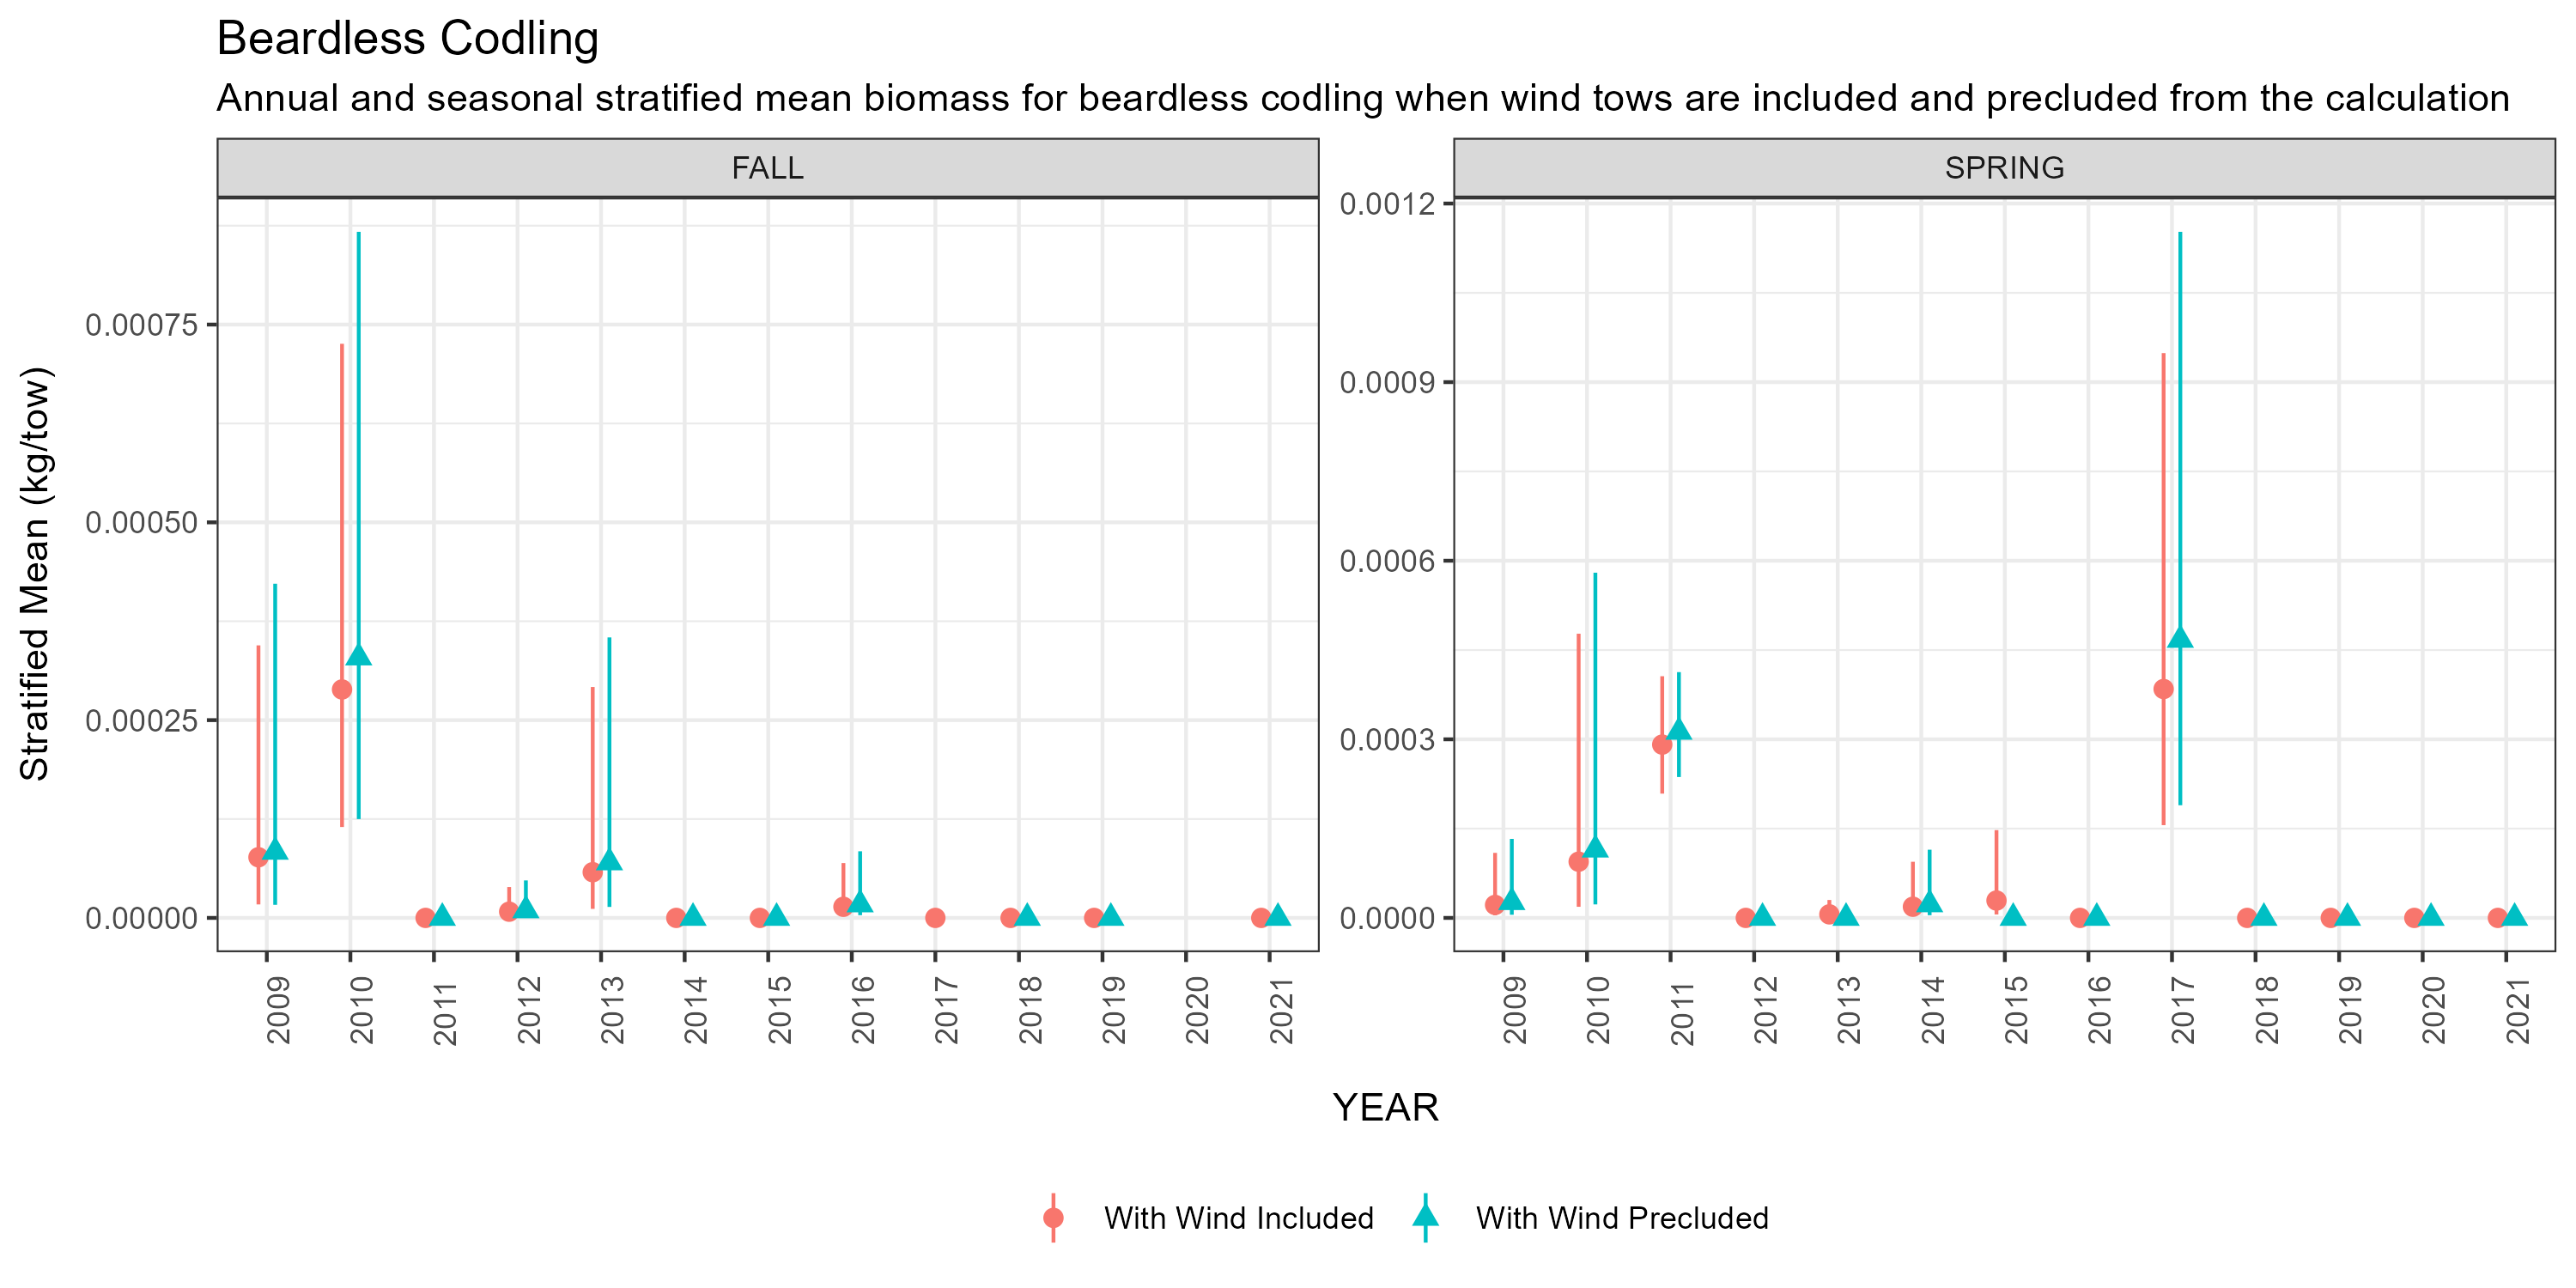 Beardless Codling
Annual and seasonal stratified mean biomass for beardless codling when wind tows are included and precluded from the calculation
FALL
SPRING
Stratified Mean (kg/tow)
0.00075
0.00050
0.00025
0.00000
0.0012
0.0009
0.0006
0.0003
0.0000
2009 2010 2011 2012 2013 2014 2015 2016 2017 2018 2019 2020 2021
2009 2010 2011 2012 2013 2014 2015 2016 2017 2018 2019 2020 2021
YEAR
With Wind Included
With Wind Precluded